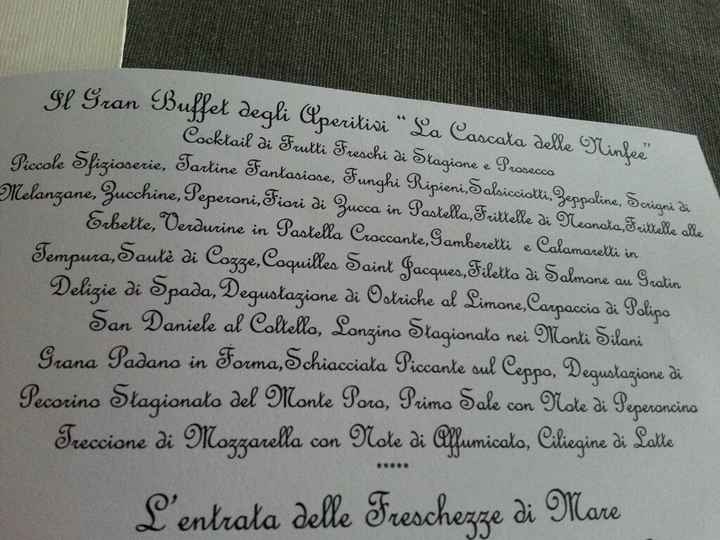 Il Gran Buffet degli Aperitivi “ La Cascata delle Ninfee”
Cocktail di Frutti Freschi di Stagione e Prosecco
Piccole Sfizioserie, Tartine Fantasiose, Funghi Ripieni,Salsicciotti,Zeppoline, Scrigni di
Melanzane, Zucchine,Peperoni,Fiori di Zucca in Pastella,Frittelle di Neonata,Frittelle alle
Erbette,Verdurine in Pastella Croccante,Gamberetti e Calamaretti in
Tempura,Sautè di Cozze,Coquilles Saint Jacques,Filetto di Salmone au Gratin
Delizie di Spada,Degustazione di Ostriche al Limone,Carpaccio di Polipo
San Daniele al Coltello, Lonzino Stagionato nei Monti Silani
Grana Padano in Forma,Schiacciata Piccante sul Ceppo, Degustazione di
Pecorino Stagionato del Monte Poro, Primo Sale con Note di Peperoncino
Treccione di Mozzarella con Note di Affumicato, Ciliegine di Latte
*****
L'entrata delle Freschezze di Mare